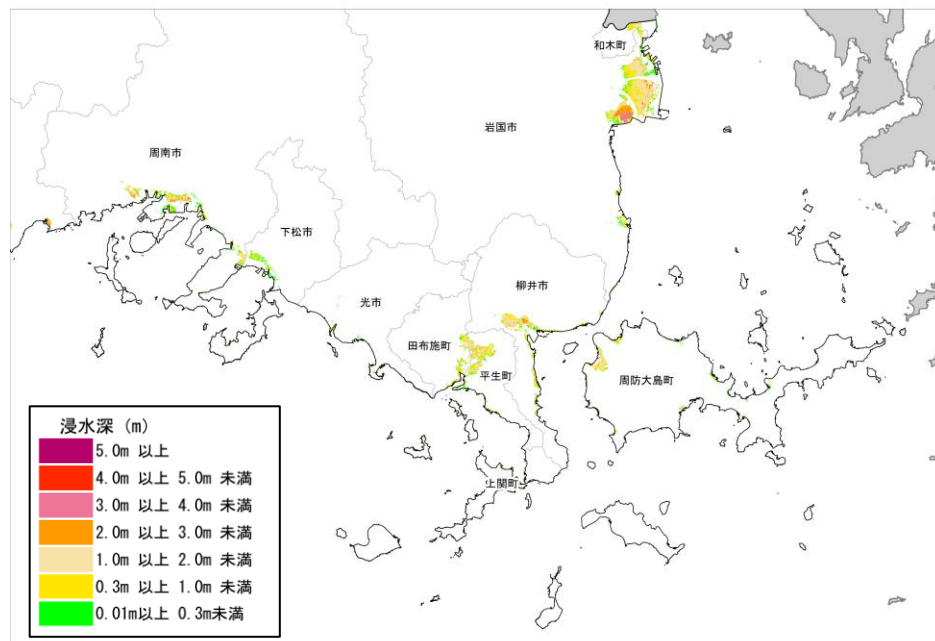 和木町
岩国市
周南市
下松市
柳井市
光市
田布施町
平生町
周防大島町
上関町
浸水深 (m)
5.0m 以上
4.0m 以上 5.0m 未満
3.0m 以上 4.0m 未満
2.0m 以上 3.0m 未満
1.0m 以上 2.0m 未満
0.3m 以上 1.0m 未満
0.01m以上 0.3m未満